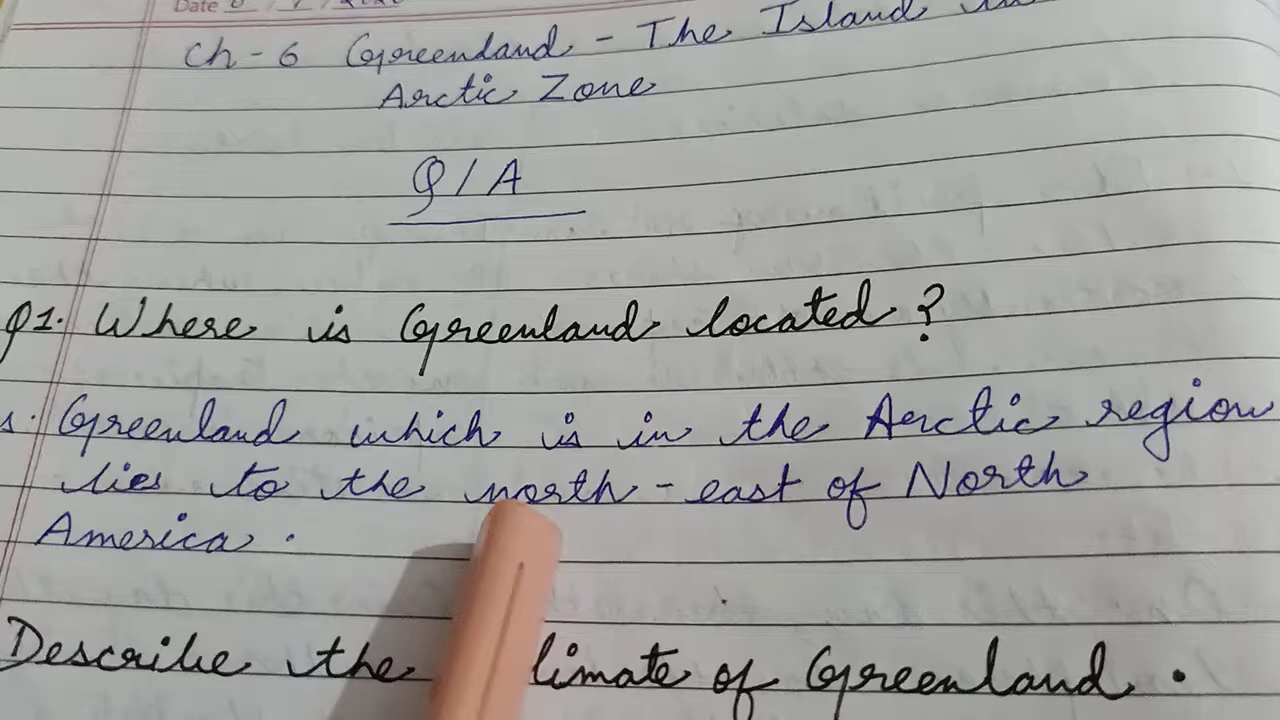 Date
Ch - 6 Greenland - The Island
Arctic Zone
Q/A
Q1. Where is Greenland located?
s. Greenland which is in the Arctic region
lies to the north-east of North
America.
Describe the limate of Greenland.